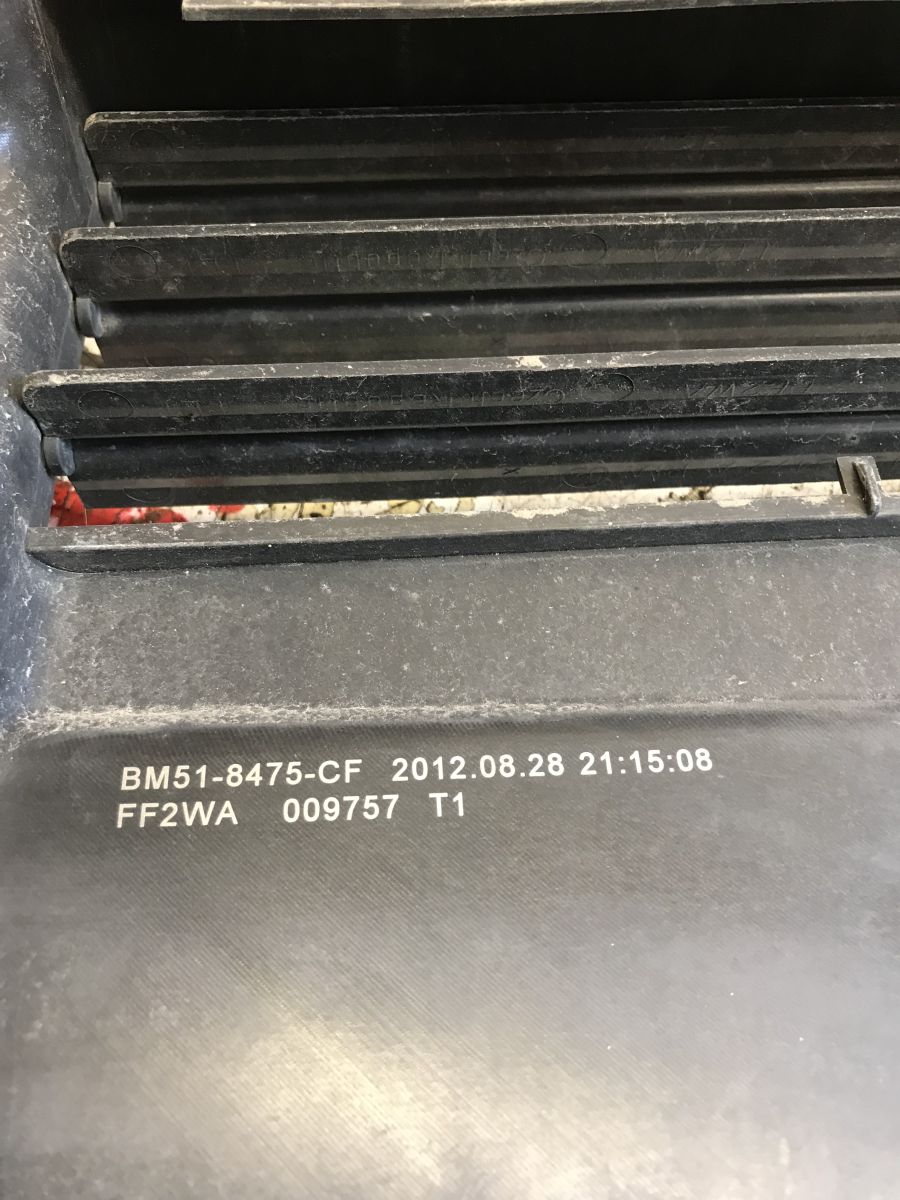 BM51-8475-CF 2012.08.28 21:15:08
FF2WA 009757 T1